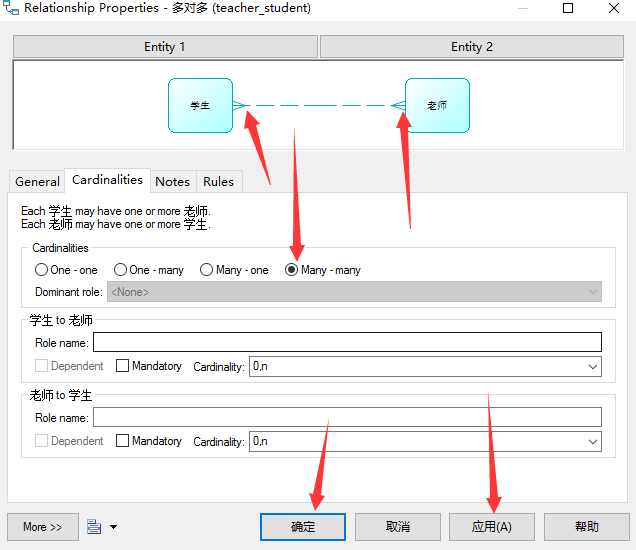 Relationship Properties - 多对多 (teacher_student)
Entity 1
Entity 2
学生
老师
General
Cardinalities
Notes
Rules
Each 学生 may have one or more 老师.
Each 老师 may have one or more 学生.
Cardinalities
One - one
One - many
Many - one
Many - many
Dominant role:
<None>
学生 to 老师
Role name:
Dependent
Mandatory
Cardinality:
0,n
老师 to 学生
Role name:
Dependent
Mandatory
Cardinality:
0,n
More >>
确定
取消
应用(A)
帮助